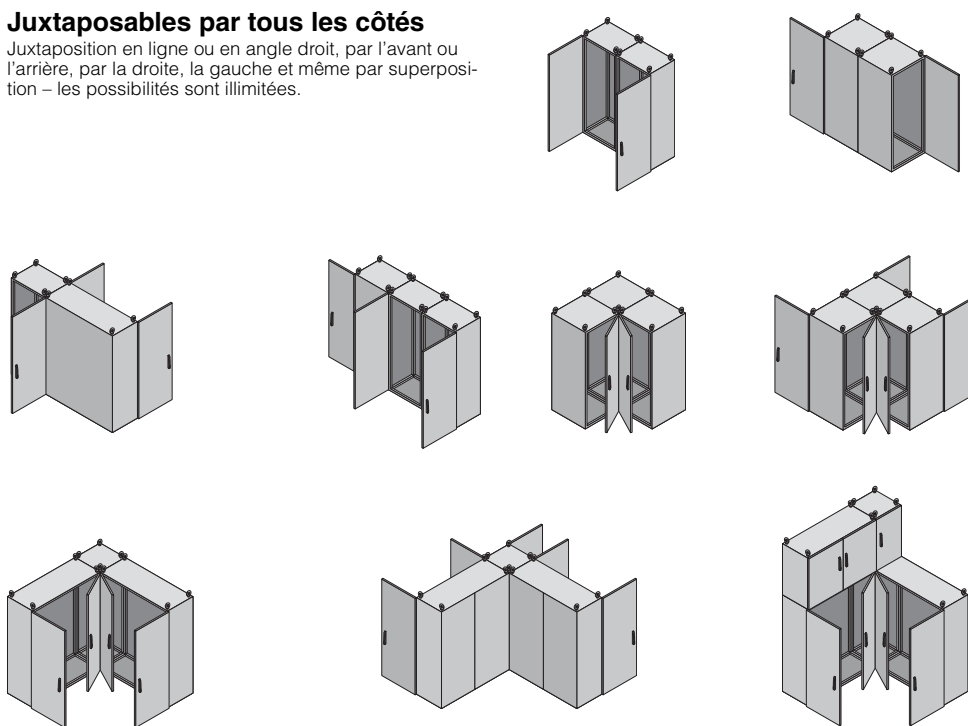 Juxtaposables par tous les côtés
Juxtaposition en ligne ou en angle droit, par l'avant ou
l'arrière, par la droite, la gauche et même par superposi-
tion – les possibilités sont illimitées.